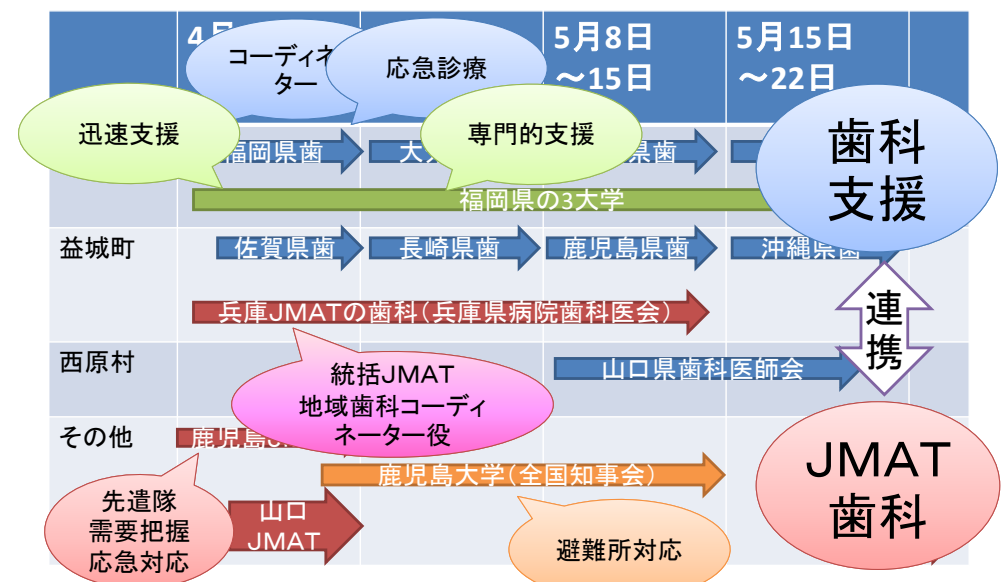 4月
コーディネ
ター
応急診療
5月8日
～15日
5月15日
～22日
迅速支援
専門的支援
福岡県歯
大
県歯
福岡県の3大学
歯科
支援
益城町
佐賀県歯
長崎県歯
鹿児島県歯
沖縄県歯
兵庫JMATの歯科(兵庫県病院歯科医会)
連
携
西原村
山口県歯科医師会
統括JMAT
地域歯科コーディ
ネーター役
その他
鹿児島
鹿児島大学(全国知事会)
JMAT
歯科
先遣隊
需要把握
応急対応
山口
JMAT
避難所対応